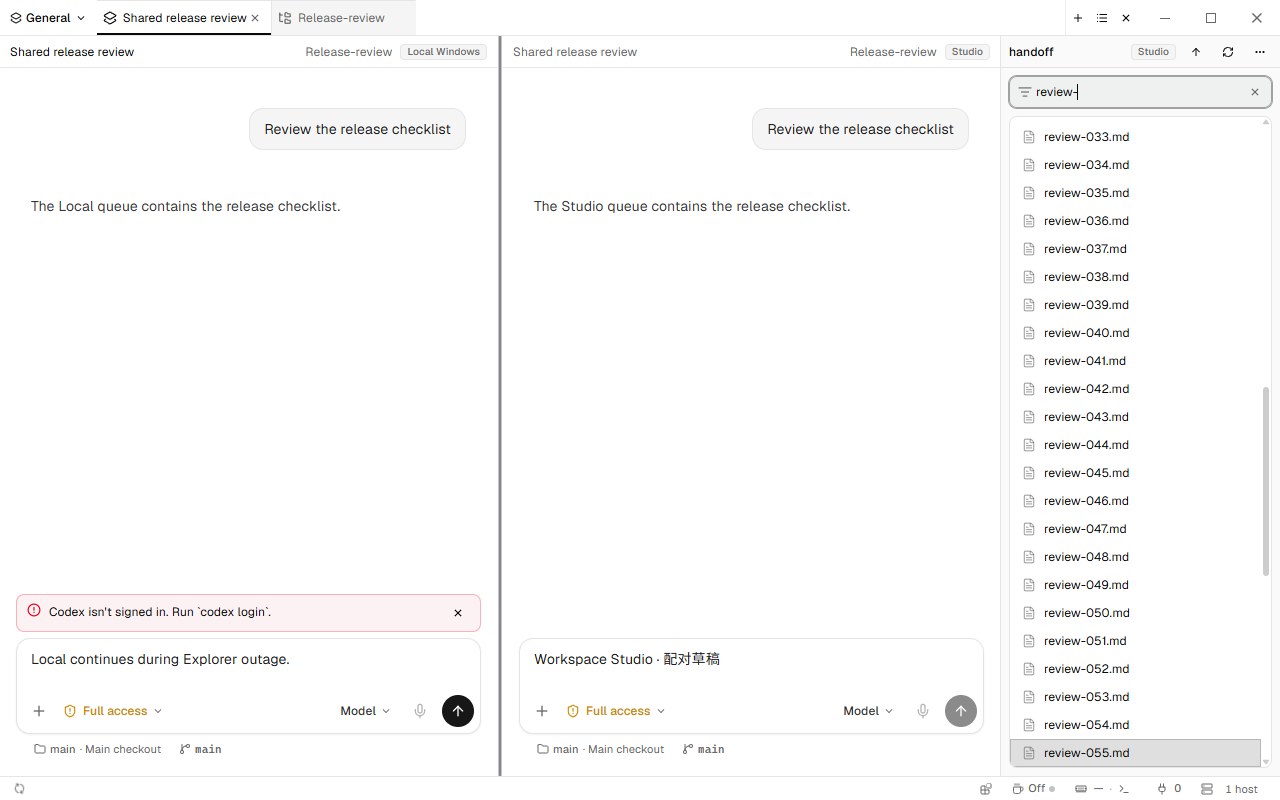 General
Shared release review
Release-review
Shared release review
Release-review
Local Windows
Shared release review
Release-review
Studio
handoff
Studio
Review the release checklist
The Local queue contains the release checklist.
Codex isn't signed in. Run `codex login`.
Local continues during Explorer outage.
Full access
Model
main · Main checkout
main
Review the release checklist
The Studio queue contains the release checklist.
Workspace Studio · 配对草稿
Full access
Model
main · Main checkout
main
review-
review-033.md
review-034.md
review-035.md
review-036.md
review-037.md
review-038.md
review-039.md
review-040.md
review-041.md
review-042.md
review-043.md
review-044.md
review-045.md
review-046.md
review-047.md
review-048.md
review-049.md
review-050.md
review-051.md
review-052.md
review-053.md
review-054.md
review-055.md
Off
— ·
0
1 host